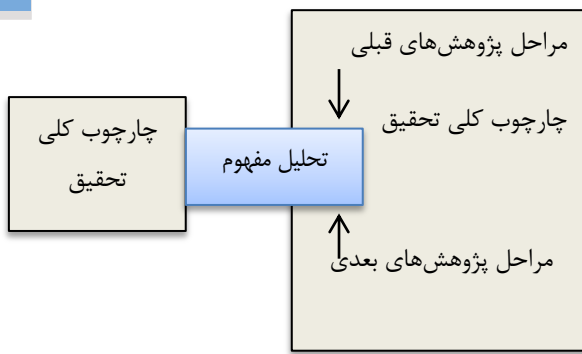 مراحل پژوهش‌های قبلی
چارچوب کلی تحقیق
مراحل پژوهش‌های بعدی
تحلیل مفهوم
چارچوب کلی
تحقیق